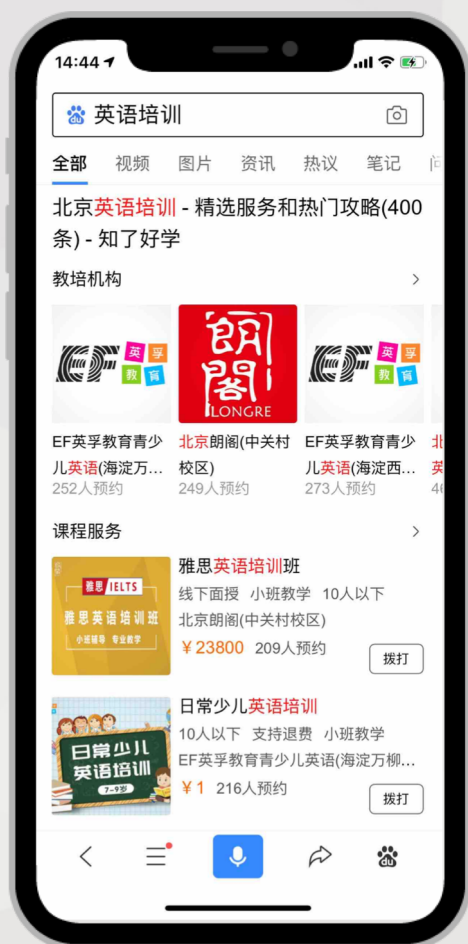 14:44
du 英语培训
全部 视频 图片 资讯 热议 笔记 问
北京英语培训 - 精选服务和热门攻略(400
条) - 知了好学
教培机构
EF 英孚教育
朗阁
LONGRE
EF 英孚教育
EF英孚教育青少
儿英语(海淀万...
252人预约
北京朗阁(中关村
校区)
249人预约
EF英孚教育青少
儿英语(海淀西...
273人预约
北
英
46
课程服务
雅思 IELTS
雅思英语培训班
小班辅导 专业教学
雅思英语培训班
线下面授 小班教学 10人以下
北京朗阁(中关村校区)
￥23800 209人预约
拨打
日常少儿
英语培训
7-9岁
日常少儿英语培训
10人以下 支持退费 小班教学
EF英孚教育青少儿英语(海淀万柳...
￥1 216人预约
拨打
du